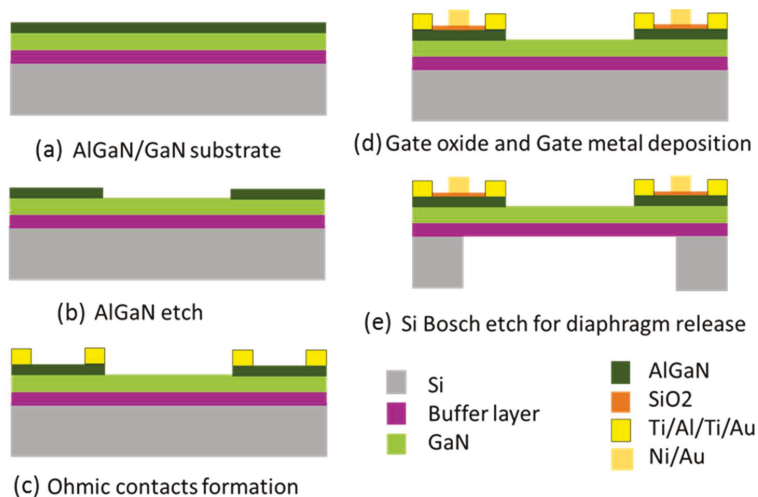 (a) AlGaN/GaN substrate
(b) AlGaN etch
(c) Ohmic contacts formation
(d) Gate oxide and Gate metal deposition
(e) Si Bosch etch for diaphragm release
Si
Buffer layer
GaN
AlGaN
SiO2
Ti/Al/Ti/Au
Ni/Au